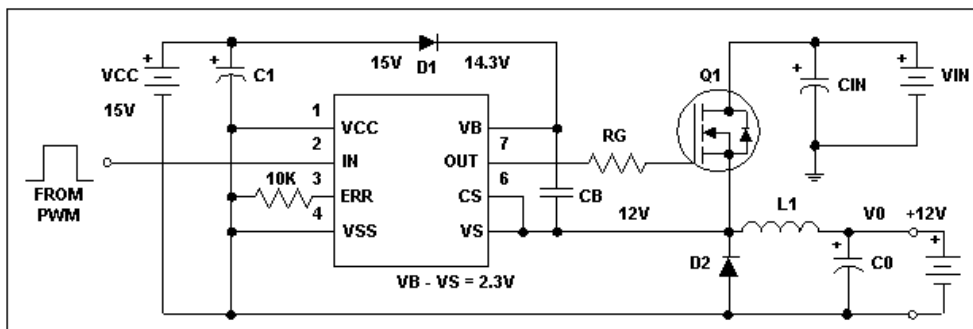 VCC
15V
C1
15V
D1
14.3V
Q1
CIN
VIN
1
VCC
VB
2
7
RG
IN
OUT
FROM
PWM
10K
3
6
ERR
CS
CB
4
12V
L1
V0
+12V
VSS
VS
D2
C0
VB - VS = 2.3V